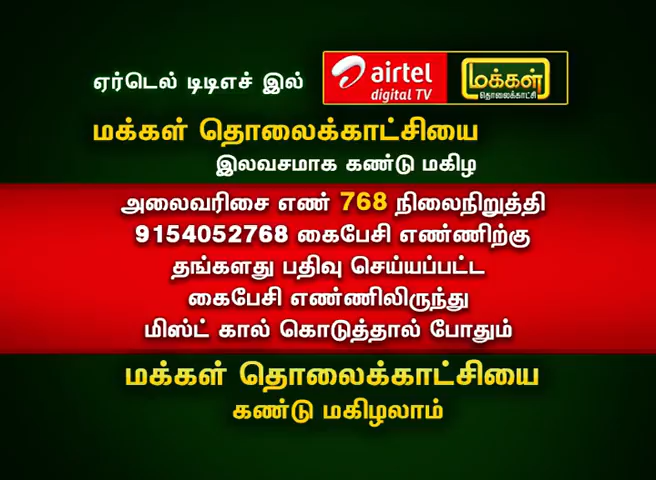 ஏர்டெல் டிடிஎச் இல்
airtel
digital TV
மக்கள்
தொலைக்காட்சி
மக்கள் தொலைக்காட்சியை
இலவசமாக கண்டு மகிழ
அலைவரிசை எண் 768 நிலைநிறுத்தி
9154052768 கைபேசி எண்ணிற்கு
தங்களது பதிவு செய்யப்பட்ட
கைபேசி எண்ணிலிருந்து
மிஸ்ட் கால் கொடுத்தால் போதும்
மக்கள் தொலைக்காட்சியை
கண்டு மகிழலாம்